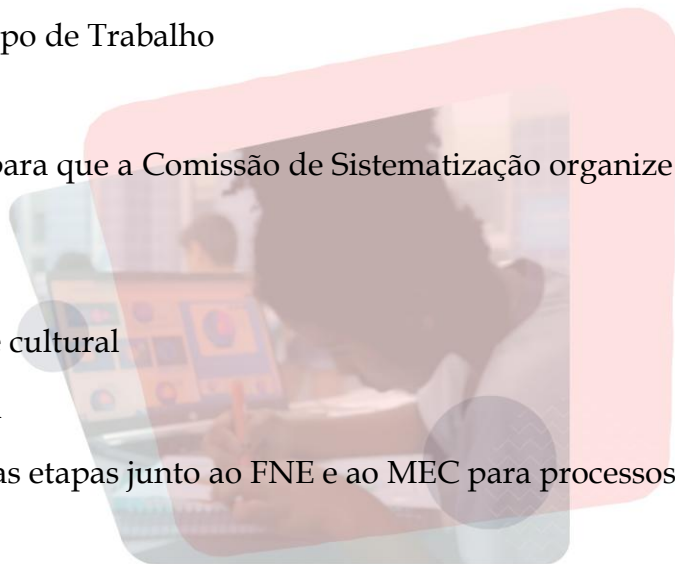 po de Trabalho
para que a Comissão de Sistematização organize
cultural
as etapas junto ao FNE e ao MEC para processos